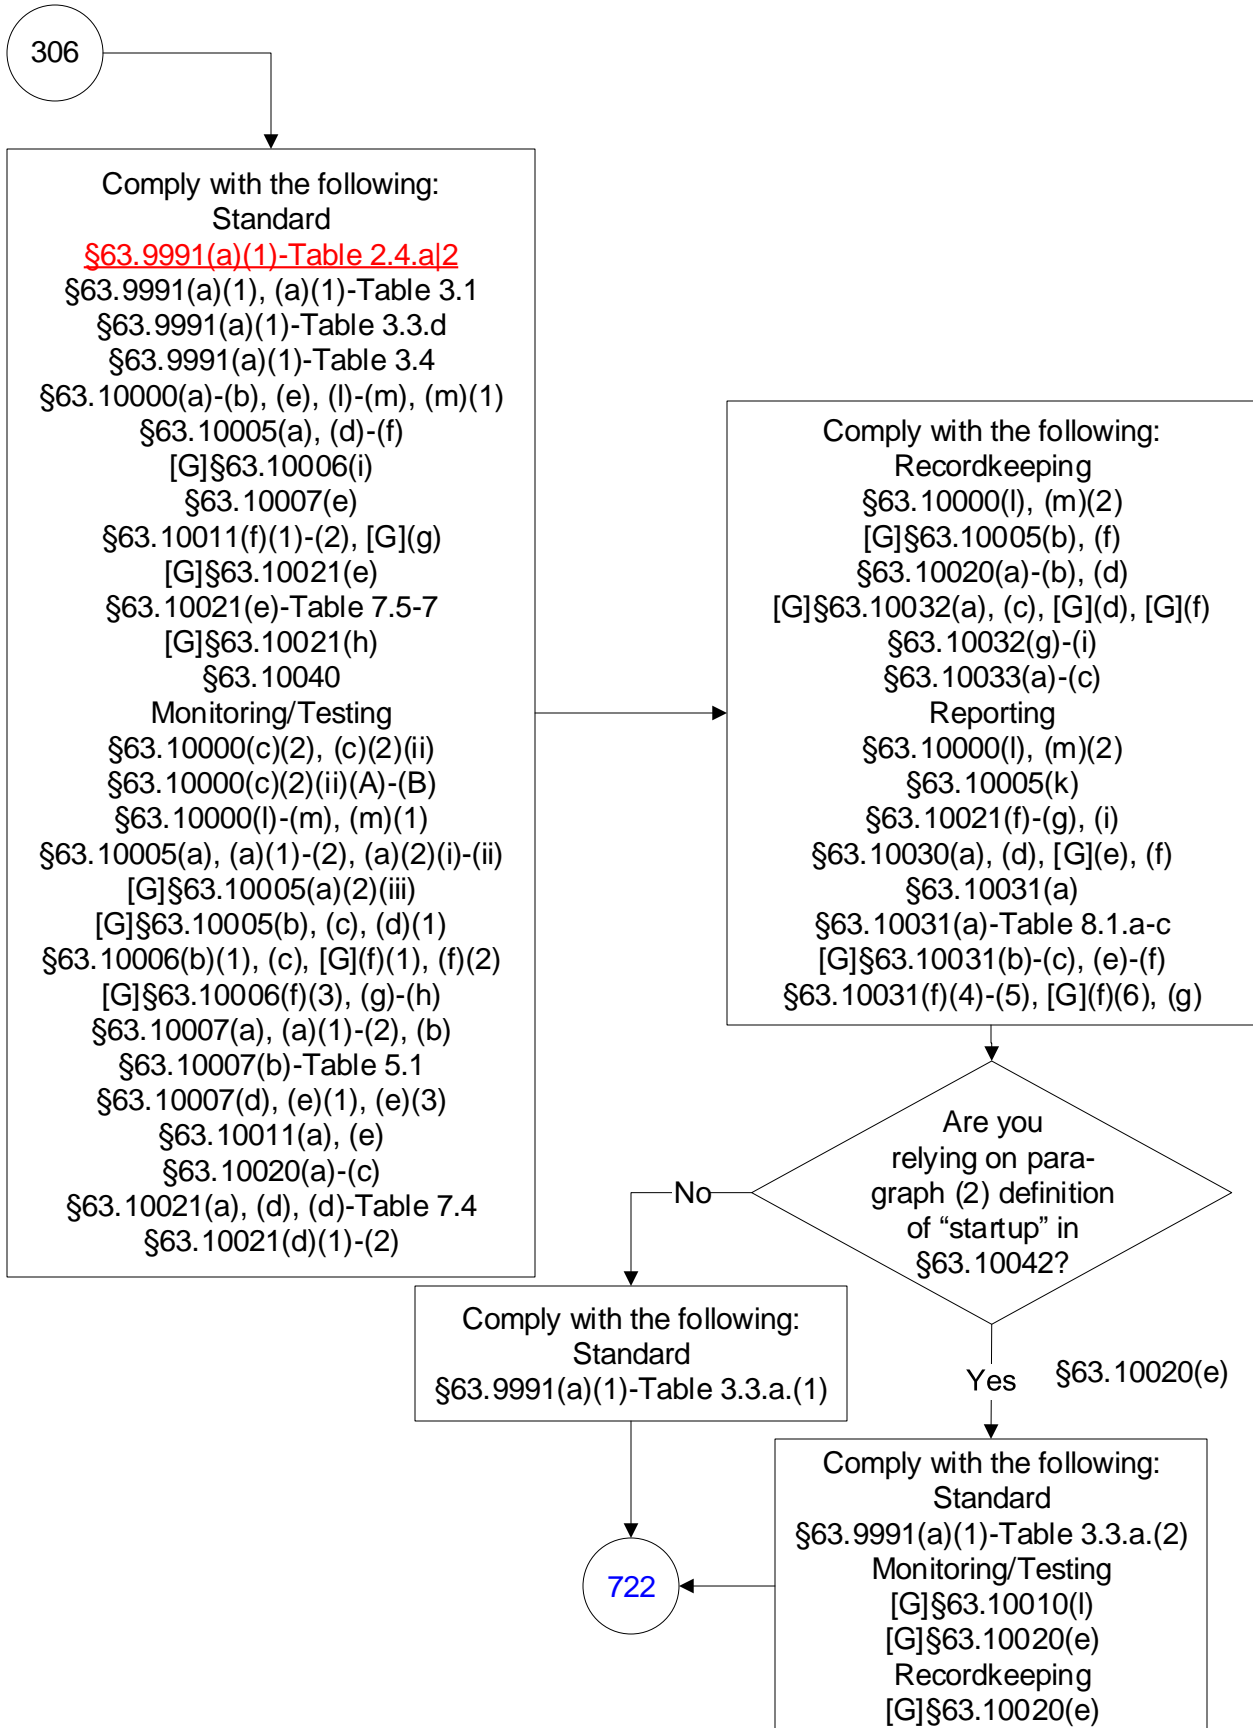 306
Comply with the following:
Standard
§63.9991(a)(1)-Table 2.4.a|2
§63.9991(a)(1), (a)(1)-Table 3.1
§63.9991(a)(1)-Table 3.3.d
§63.9991(a)(1)-Table 3.4
§63.10000(a)-(b), (e), (l)-(m), (m)(1)
§63.10005(a), (d)-(f)
[G]§63.10006(i)
§63.10007(e)
§63.10011(f)(1)-(2), [G](g)
[G]§63.10021(e)
§63.10021(e)-Table 7.5-7
[G]§63.10021(h)
§63.10040
Monitoring/Testing
§63.10000(c)(2), (c)(2)(ii)
§63.10000(c)(2)(ii)(A)-(B)
§63.10000(l)-(m), (m)(1)
§63.10005(a), (a)(1)-(2), (a)(2)(i)-(ii)
[G]§63.10005(a)(2)(iii)
[G]§63.10005(b), (c), (d)(1)
§63.10006(b)(1), (c), [G](f)(1), (f)(2)
[G]§63.10006(f)(3), (g)-(h)
§63.10007(a), (a)(1)-(2), (b)
§63.10007(b)-Table 5.1
§63.10007(d), (e)(1), (e)(3)
§63.10011(a), (e)
§63.10020(a)-(c)
§63.10021(a), (d), (d)-Table 7.4
§63.10021(d)(1)-(2)
Comply with the following:
Recordkeeping
§63.10000(l), (m)(2)
[G]§63.10005(b), (f)
§63.10020(a)-(b), (d)
[G]§63.10032(a), (c), [G](d), [G](f)
§63.10032(g)-(i)
§63.10033(a)-(c)
Reporting
§63.10000(l), (m)(2)
§63.10005(k)
§63.10021(f)-(g), (i)
§63.10030(a), (d), [G](e), (f)
§63.10031(a)
§63.10031(a)-Table 8.1.a-c
[G]§63.10031(b)-(c), (e)-(f)
§63.10031(f)(4)-(5), [G](f)(6), (g)
Are you
relying on para-
graph (2) definition
of “startup” in
§63.10042?
No
Comply with the following:
Standard
§63.9991(a)(1)-Table 3.3.a.(1)
Yes
§63.10020(e)
Comply with the following:
Standard
§63.9991(a)(1)-Table 3.3.a.(2)
Monitoring/Testing
[G]§63.10010(l)
[G]§63.10020(e)
Recordkeeping
[G]§63.10020(e)
722